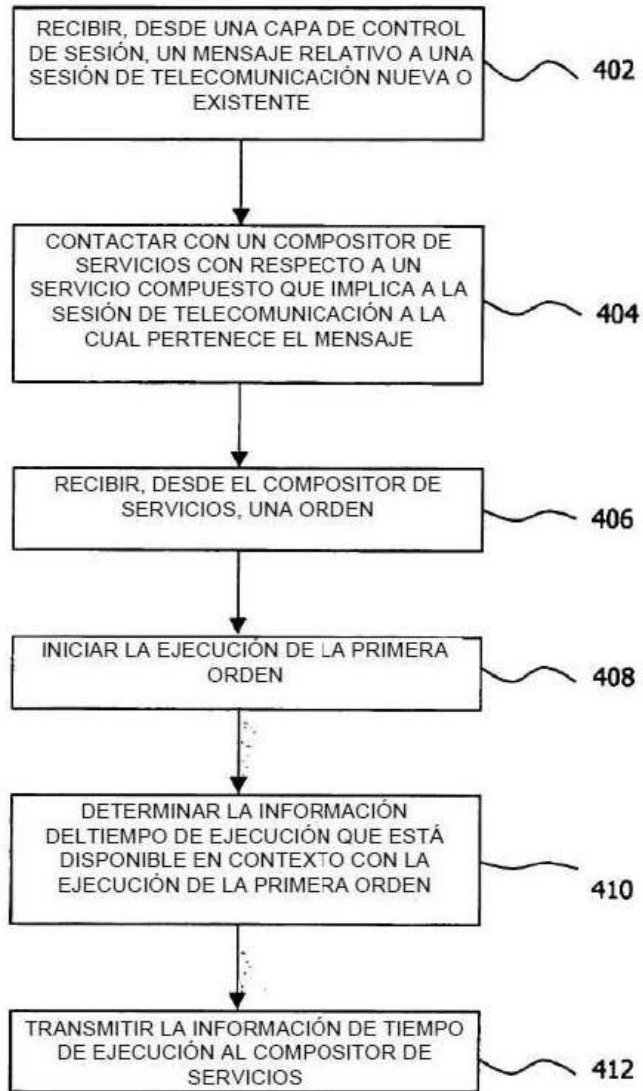 RECIBIR, DESDE UNA CAPA DE CONTROL
DE SESIÓN, UN MENSAJE RELATIVO A UNA
SESIÓN DE TELECOMUNICACIÓN NUEVA O
EXISTENTE
402
CONTACTAR CON UN COMPOSITOR DE
SERVICIOS CON RESPECTO A UN
SERVICIO COMPUESTO QUE IMPLICA A LA
SESIÓN DE TELECOMUNICACIÓN A LA
CUAL PERTENECE EL MENSAJE
404
RECIBIR, DESDE EL COMPOSITOR DE
SERVICIOS, UNA ORDEN
406
INICIAR LA EJECUCIÓN DE LA PRIMERA
ORDEN
408
DETERMINAR LA INFORMACIÓN
DELTIEMPO DE EJECUCIÓN QUE ESTÁ
DISPONIBLE EN CONTEXTO CON LA
EJECUCIÓN DE LA PRIMERA ORDEN
410
TRANSMITIR LA INFORMACIÓN DE TIEMPO
DE EJECUCIÓN AL COMPOSITOR DE
SERVICIOS
412